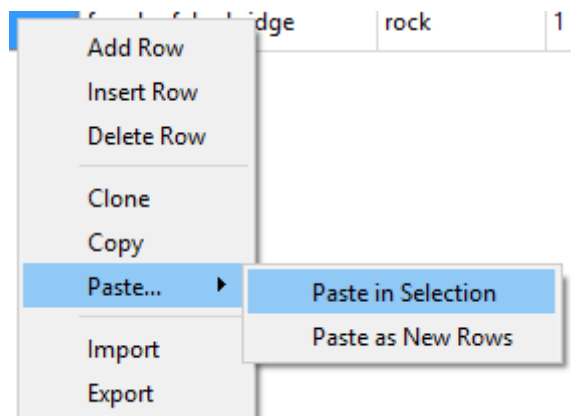 rock 1
Add Row
Insert Row
Delete Row
Clone
Copy
Paste...
Paste in Selection
Paste as New Rows
Import
Export